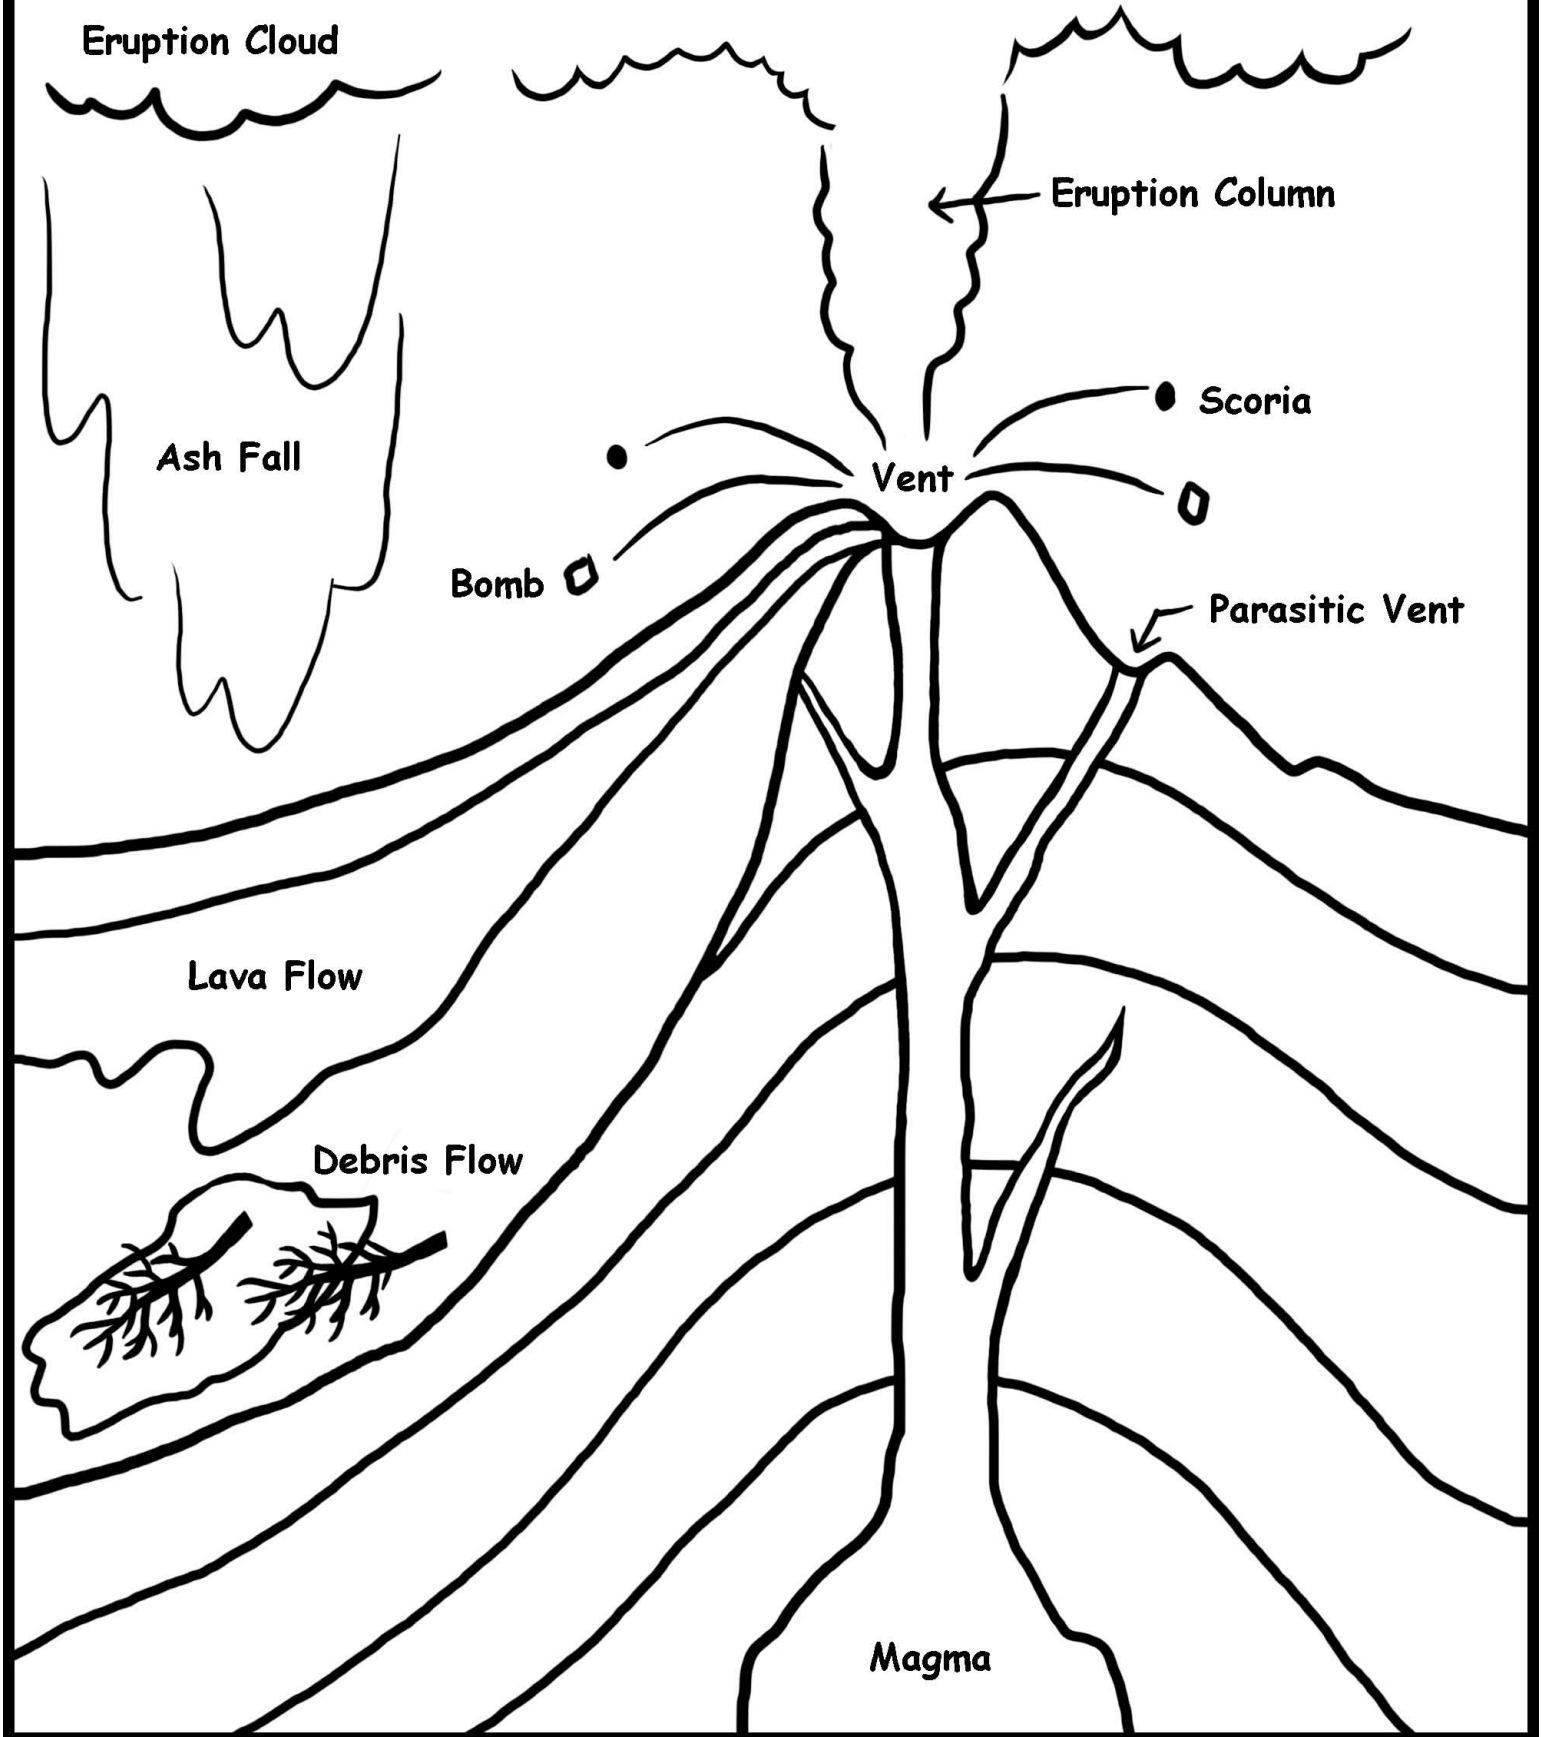 Eruption Cloud
Eruption Column
Scoria
Ash Fall
Vent
Bomb
Parasitic Vent
Lava Flow
Debris Flow
Magma